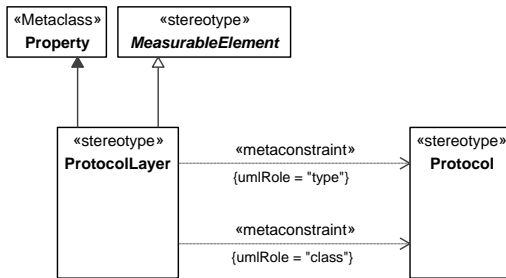 «Metaclass»
Property
«stereotype»
MeasurableElement
«stereotype»
ProtocolLayer
«metaconstraint»
{umlRole = "type"}
«metaconstraint»
{umlRole = "class"}
«stereotype»
Protocol